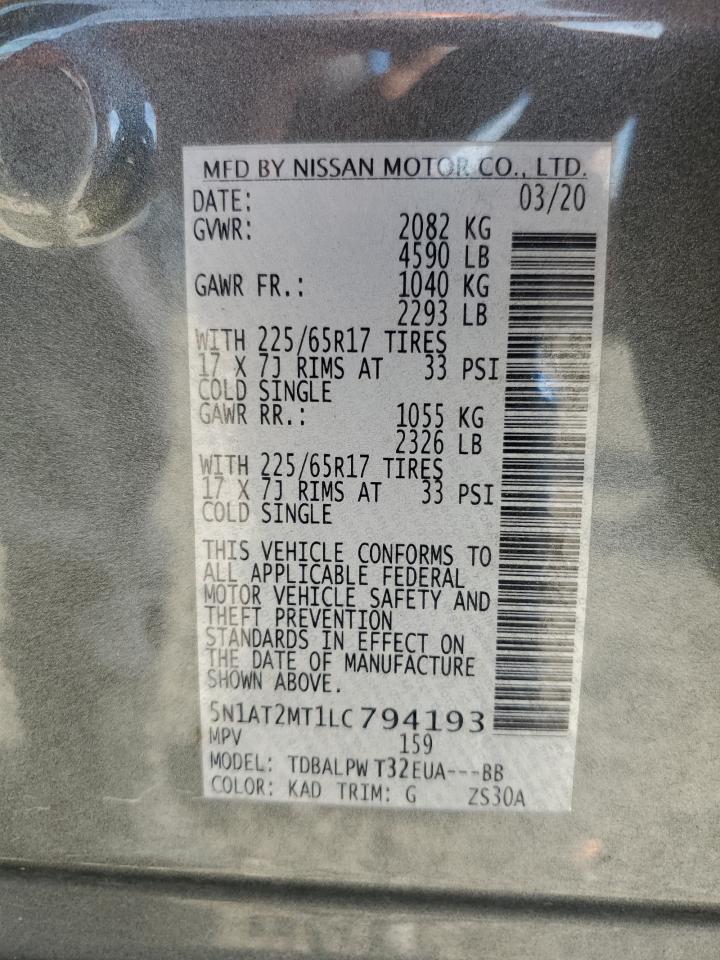 MFD BY NISSAN MOTOR CO., LTD.
DATE: 03/20
GVWR: 2082 KG
4590 LB
GAWR FR.: 1040 KG
2293 LB
WITH 225/65R17 TIRES
17 X 7J RIMS AT 33 PSI
COLD SINGLE
GAWR RR.: 1055 KG
2326 LB
WITH 225/65R17 TIRES
17 X 7J RIMS AT 33 PSI
COLD SINGLE
THIS VEHICLE CONFORMS TO
ALL APPLICABLE FEDERAL
MOTOR VEHICLE SAFETY AND
THEFT PREVENTION
STANDARDS IN EFFECT ON
THE DATE OF MANUFACTURE
SHOWN ABOVE.
5N1AT2MT1LC794193
MPV 159
MODEL: TDBALPW T32EUA---BB
COLOR: KAD TRIM: G ZS30A